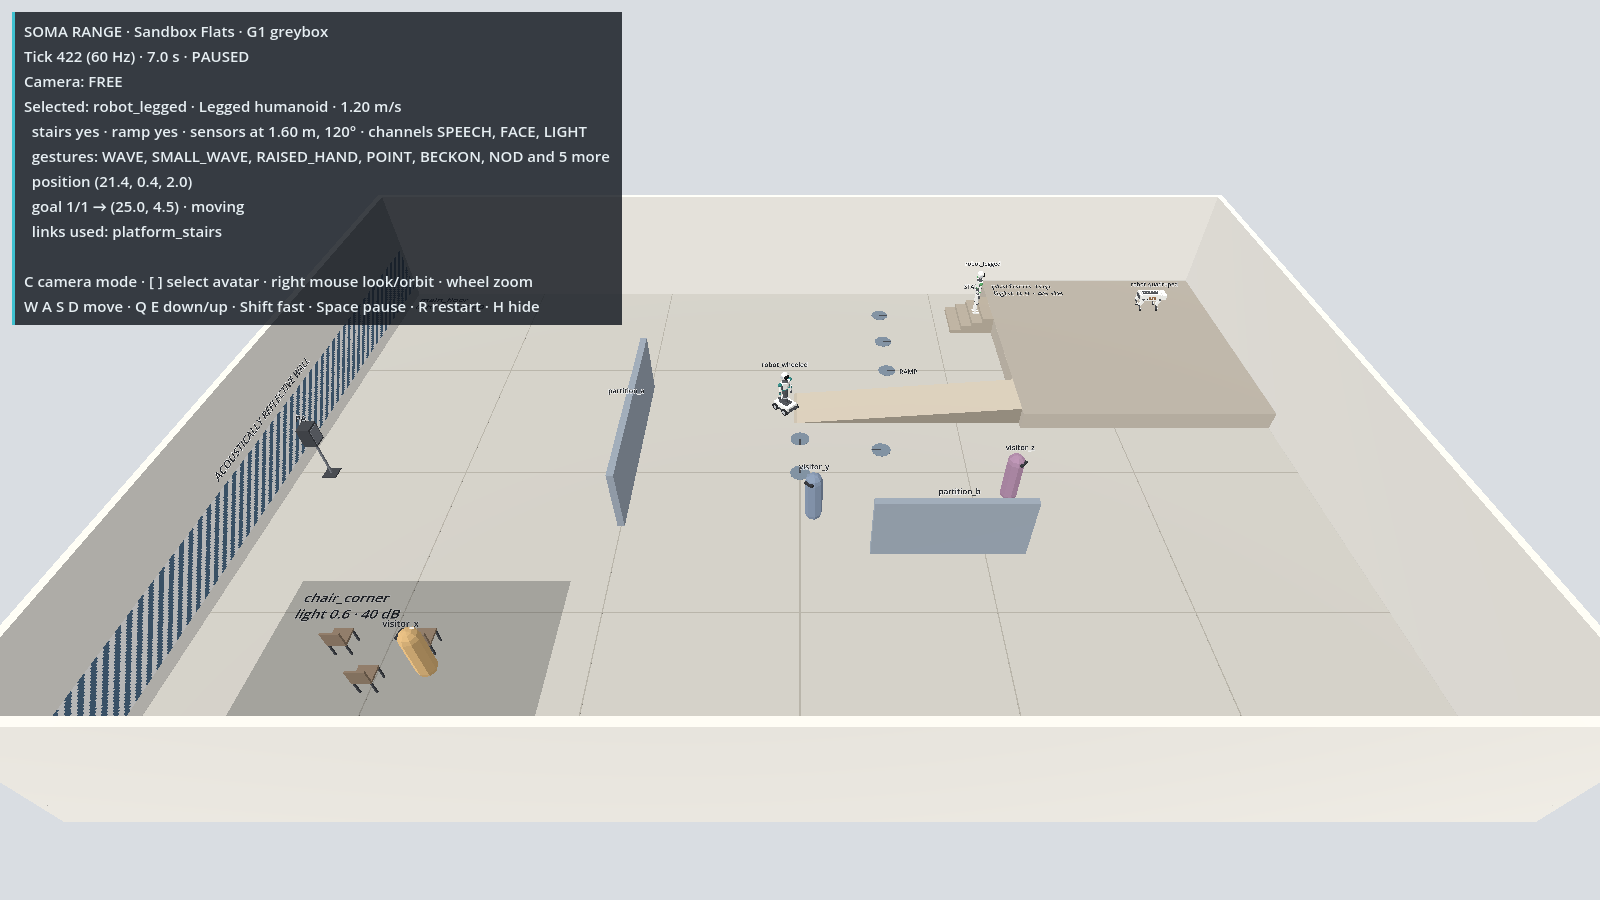 SOMA RANGE · Sandbox Flats · G1 greybox
Tick 422 (60 Hz) · 7.0 s · PAUSED
Camera: FREE
Selected: robot_legged · Legged humanoid · 1.20 m/s
stairs yes · ramp yes · sensors at 1.60 m, 120° · channels SPEECH, FACE, LIGHT
gestures: WAVE, SMALL_WAVE, RAISED_HAND, POINT, BECKON, NOD and 5 more
position (21.4, 0.4, 2.0)
goal 1/1 → (25.0, 4.5) · moving
links used: platform_stairs
C camera mode · [ ] select avatar · right mouse look/orbit · wheel zoom
W A S D move · Q E down/up · Shift fast · Space pause · R restart · H hide
robot_legged
ACOUSTICALLY REFLECTIVE WALL
robot_wheeled
RAMP
visitor_y
visitor_z
partition_b
chair_corner
light 0.6 · 40 dB
visitor_x